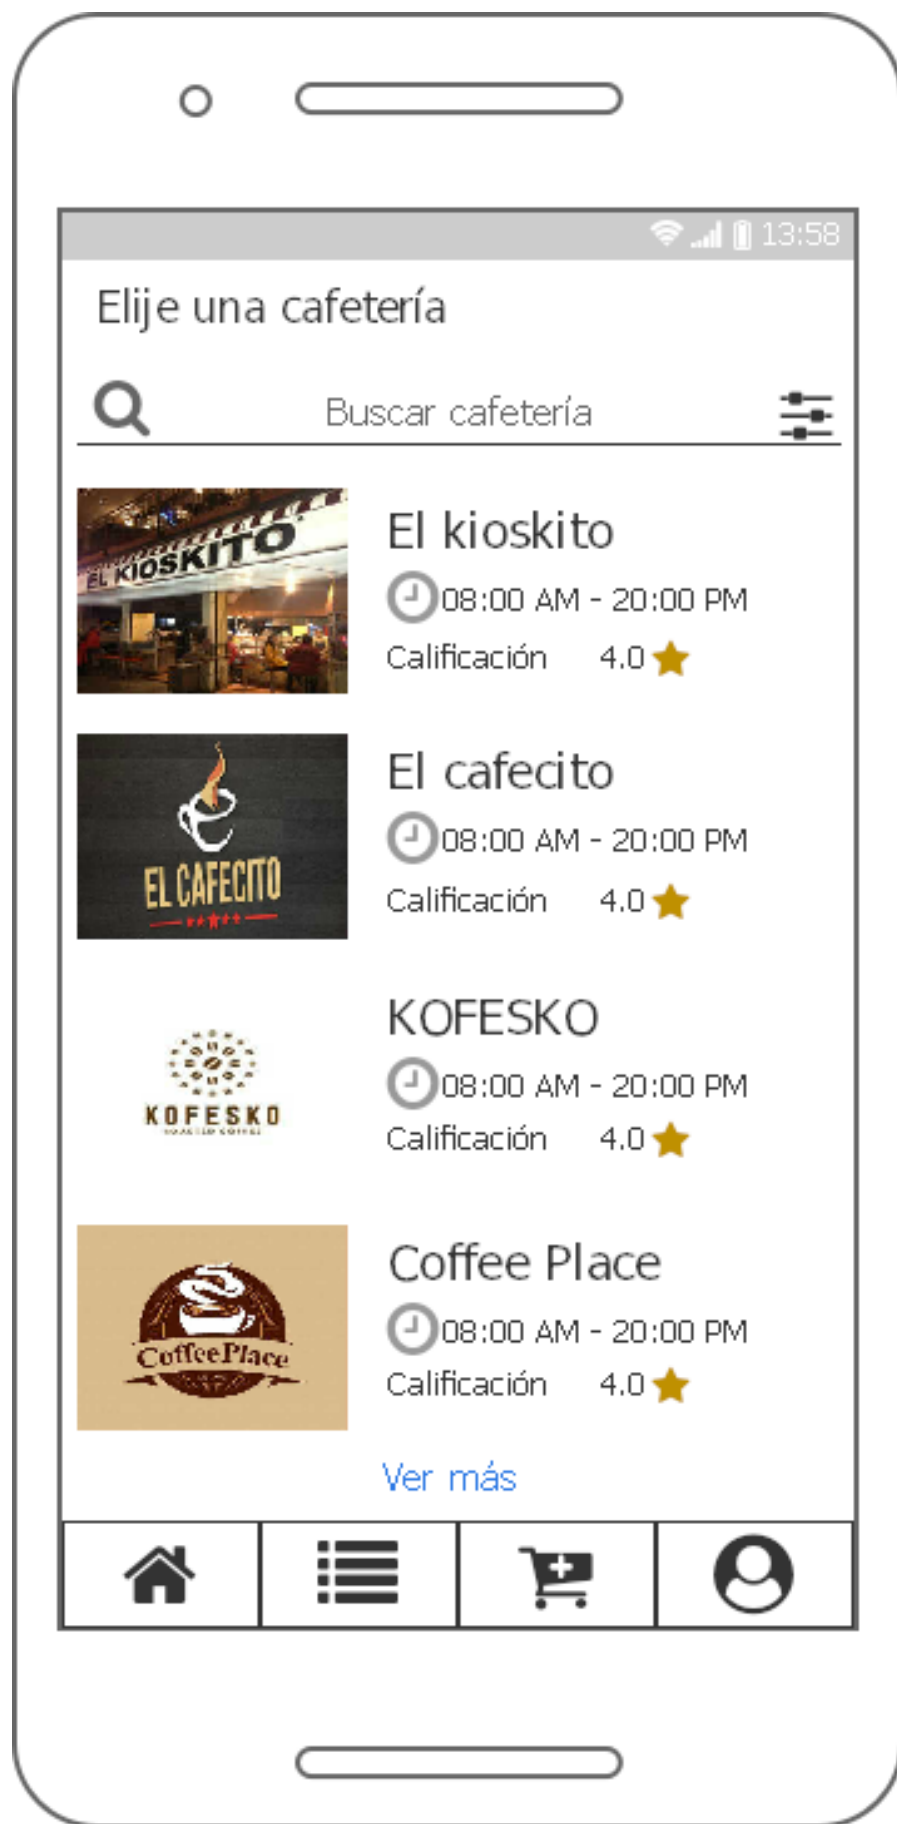 13:58
Elije una cafetería
Buscar cafetería
EL KIOSKITO
El kioskito
08:00 AM - 20:00 PM
Calificación 4.0
EL CAFECITO
El cafecito
08:00 AM - 20:00 PM
Calificación 4.0
KOFESKO
ROASTED COFFEE
KOFESKO
08:00 AM - 20:00 PM
Calificación 4.0
CoffeePlace
Coffee Place
08:00 AM - 20:00 PM
Calificación 4.0
Ver más